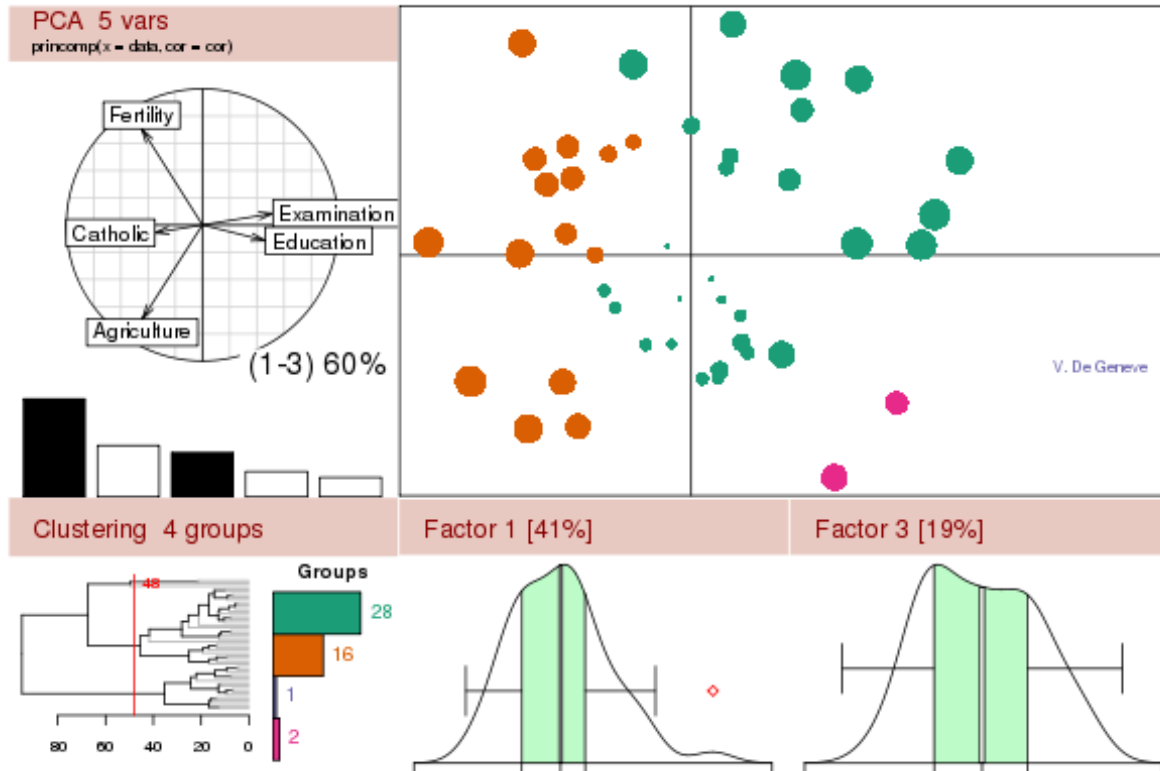 PCA 5 vars
princomp(x = data, cor = cor)
Fertility
Examination
Catholic
Education
Agriculture
(1-3) 60%
V. De Geneve
Clustering 4 groups
Factor 1 [41%]
Factor 3 [19%]
Groups
48
28
16
1
2
80 60 40 20 0